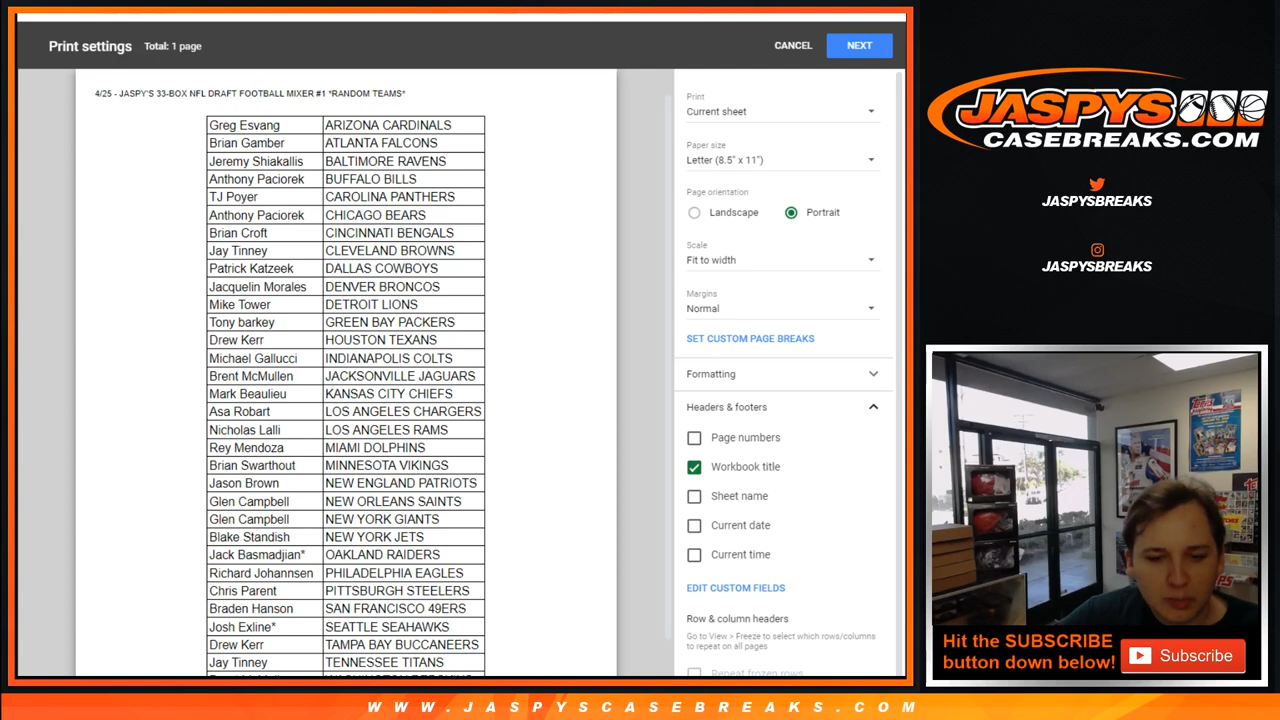 Print settings Total: 1 page CANCEL NEXT
4/25 - JASPY'S 33-BOX NFL DRAFT FOOTBALL MIXER #1 *RANDOM TEAMS*
Greg Esvang ARIZONA CARDINALS
Brian Gamber ATLANTA FALCONS
Jeremy Shiakallis BALTIMORE RAVENS
Anthony Paciorek BUFFALO BILLS
TJ Poyer CAROLINA PANTHERS
Anthony Paciorek CHICAGO BEARS
Brian Croft CINCINNATI BENGALS
Jay Tinney CLEVELAND BROWNS
Patrick Katzeek DALLAS COWBOYS
Jacquelin Morales DENVER BRONCOS
Mike Tower DETROIT LIONS
Tony barkey GREEN BAY PACKERS
Drew Kerr HOUSTON TEXANS
Michael Gallucci INDIANAPOLIS COLTS
Brent McMullen JACKSONVILLE JAGUARS
Mark Beaulieu KANSAS CITY CHIEFS
Asa Robart LOS ANGELES CHARGERS
Nicholas Lalli LOS ANGELES RAMS
Rey Mendoza MIAMI DOLPHINS
Brian Swarthout MINNESOTA VIKINGS
Jason Brown NEW ENGLAND PATRIOTS
Glen Campbell NEW ORLEANS SAINTS
Glen Campbell NEW YORK GIANTS
Blake Standish NEW YORK JETS
Jack Basmadjian* OAKLAND RAIDERS
Richard Johannsen PHILADELPHIA EAGLES
Chris Parent PITTSBURGH STEELERS
Braden Hanson SAN FRANCISCO 49ERS
Josh Exline* SEATTLE SEAHAWKS
Drew Kerr TAMPA BAY BUCCANEERS
Jay Tinney TENNESSEE TITANS
Print
Current sheet
Paper size
Letter (8.5" x 11")
Page orientation
Landscape Portrait
Scale
Fit to width
Margins
Normal
SET CUSTOM PAGE BREAKS
Formatting
Headers & footers
Page numbers
Workbook title
Sheet name
Current date
Current time
EDIT CUSTOM FIELDS
Row & column headers
Go to View > Freeze to select which rows/columns
to repeat on all pages
Repeat frozen rows
JASPYS
CASEBREAKS.COM
JASPYSBREAKS
JASPYSBREAKS
Hit the SUBSCRIBE
button down below!
Subscribe
WWW.JASPYSCASEBREAKS.COM